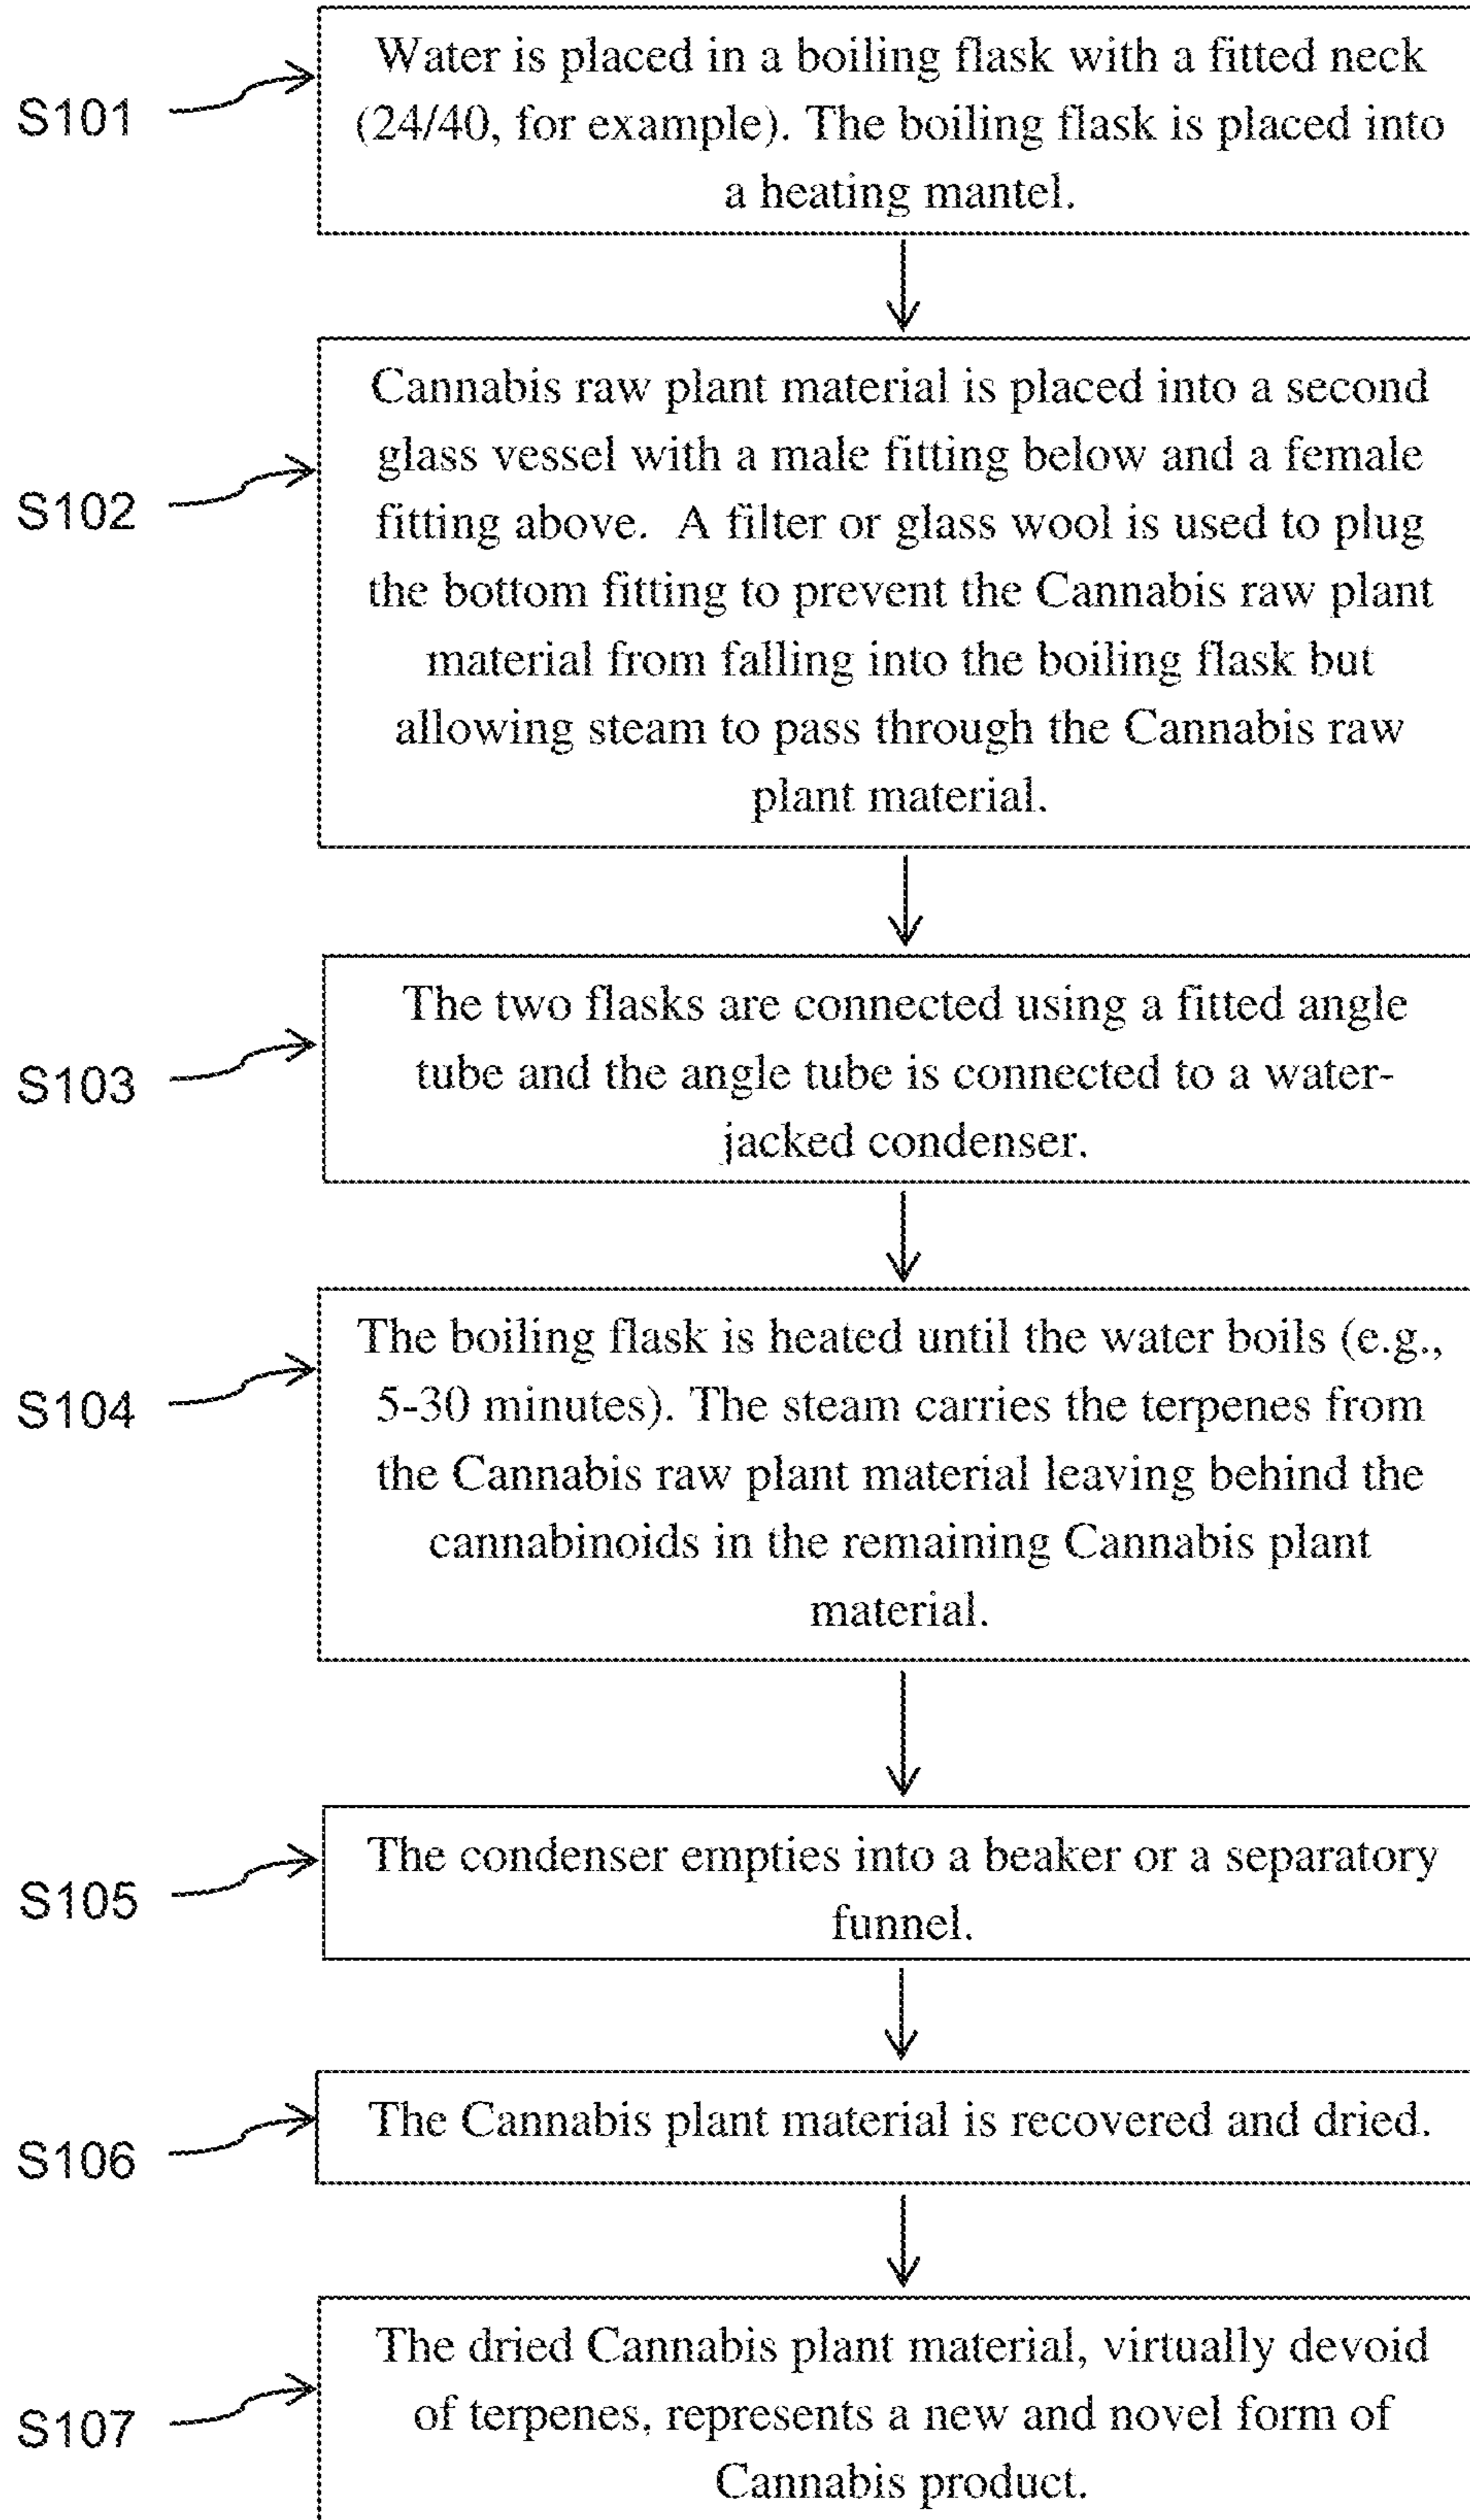 S101
Water is placed in a boiling flask with a fitted neck
(24/40, for example). The boiling flask is placed into
a heating mantel.
S102
Cannabis raw plant material is placed into a second
glass vessel with a male fitting below and a female
fitting above.  A filter or glass wool is used to plug
the bottom fitting to prevent the Cannabis raw plant
material from falling into the boiling flask but
allowing steam to pass through the Cannabis raw
plant material.
S103
The two flasks are connected using a fitted angle
tube and the angle tube is connected to a water-
jacked condenser.
S104
The boiling flask is heated until the water boils (e.g.,
5-30 minutes). The steam carries the terpenes from
the Cannabis raw plant material leaving behind the
cannabinoids in the remaining Cannabis plant
material.
S105
The condenser empties into a beaker or a separatory
funnel.
S106
The Cannabis plant material is recovered and dried.
S107
The dried Cannabis plant material, virtually devoid
of terpenes, represents a new and novel form of
Cannabis product.